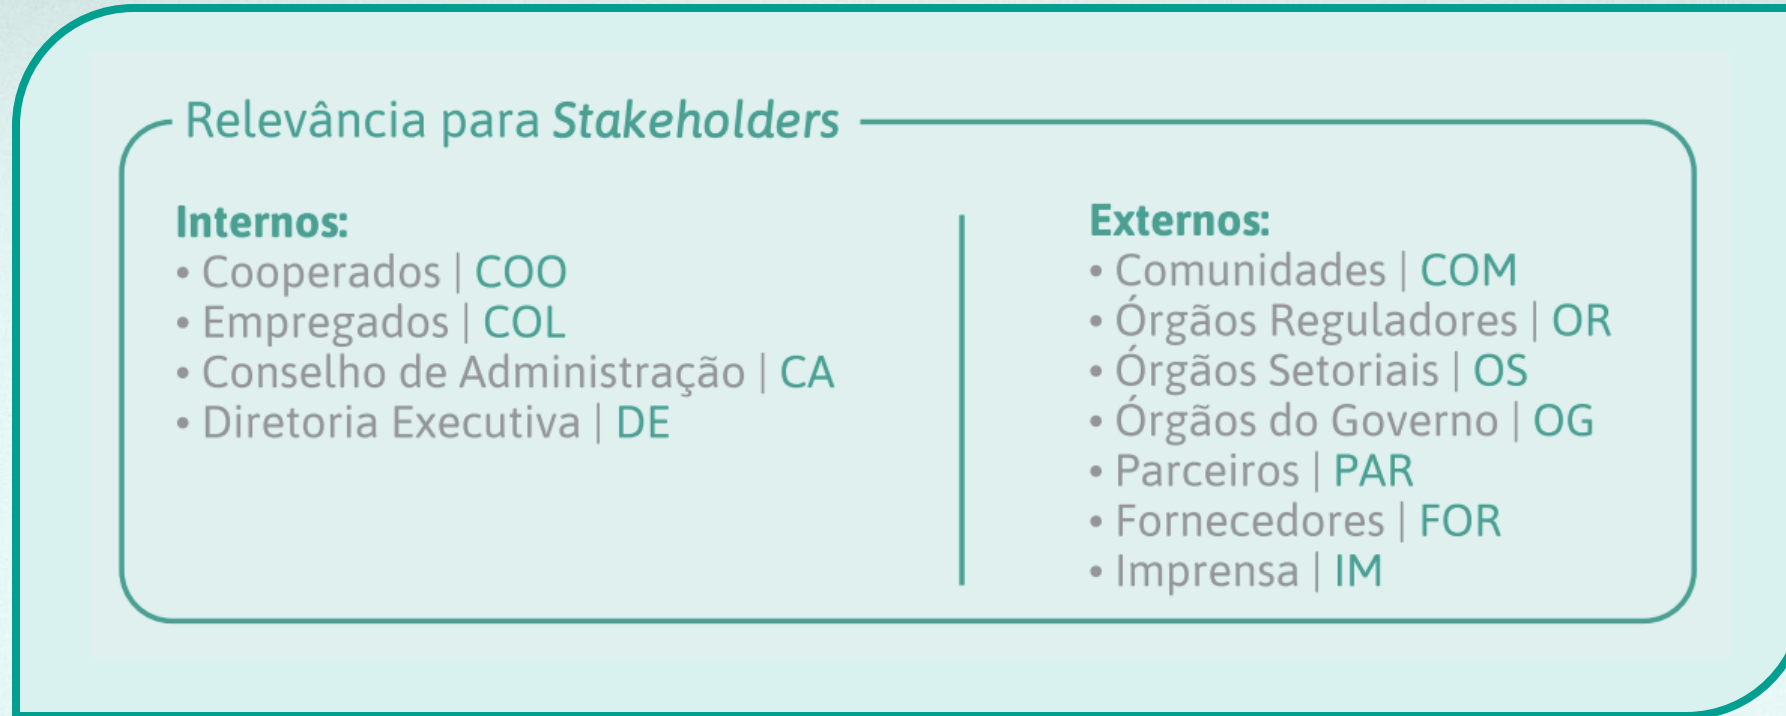 Relevância para Stakeholders
Internos:
• Cooperados | COO
• Empregados | COL
• Conselho de Administração | CA
• Diretoria Executiva | DE
Externos:
• Comunidades | COM
• Órgãos Reguladores | OR
• Órgãos Setoriais | OS
• Órgãos do Governo | OG
• Parceiros | PAR
• Fornecedores | FOR
• Imprensa | IM